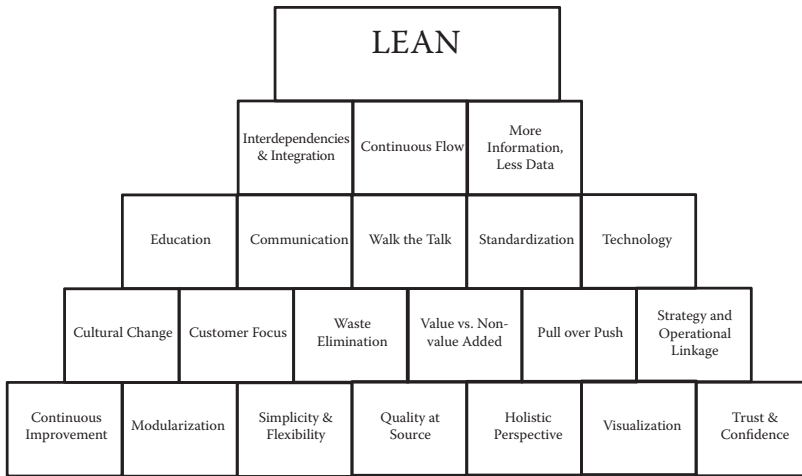 LEAN
Interdependencies
& Integration
Continuous Flow
More
Information,
Less Data
Education
Communication
Walk the Talk
Standardization
Technology
Cultural Change
Customer Focus
Waste
Elimination
Value vs. Non-
value Added
Pull over Push
Strategy and
Operational
Linkage
Continuous
Improvement
Modularization
Simplicity &
Flexibility
Quality at
Source
Holistic
Perspective
Visualization
Trust &
Confidence